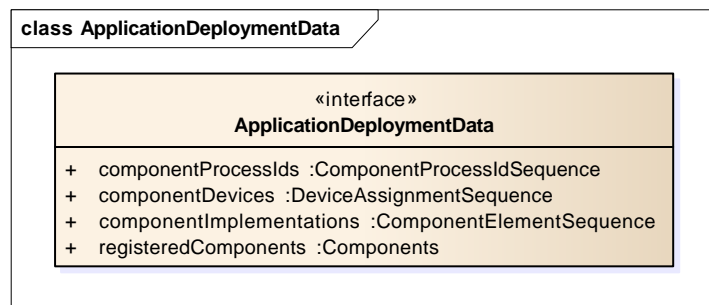 class ApplicationDeploymentData
«interface»
ApplicationDeploymentData
+ componentProcessIds :ComponentProcessIdSequence
+ componentDevices :DeviceAssignmentSequence
+ componentImplementations :ComponentElementSequence
+ registeredComponents :Components